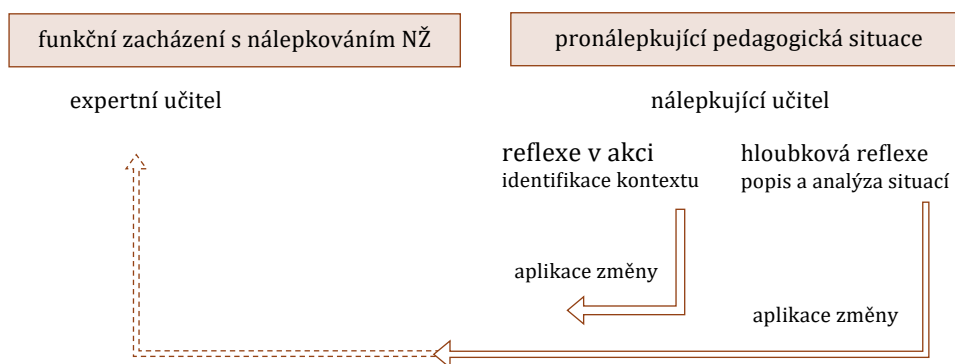 funkční zacházení s nálepkováním NŽ
pronálepkující pedagogická situace
expertní učitel
nálepkující učitel
reflexe v akci
identifikace kontextu
hloubková reflexe
popis a analýza situací
aplikace změny
aplikace změny